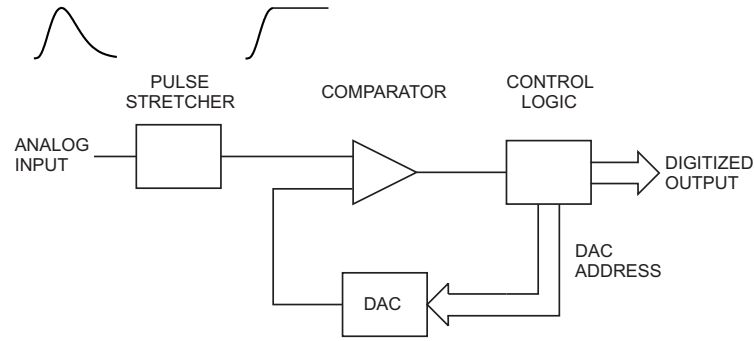 PULSE
STRETCHER
COMPARATOR
CONTROL
LOGIC
ANALOG
INPUT
DIGITIZED
OUTPUT
DAC
ADDRESS
DAC